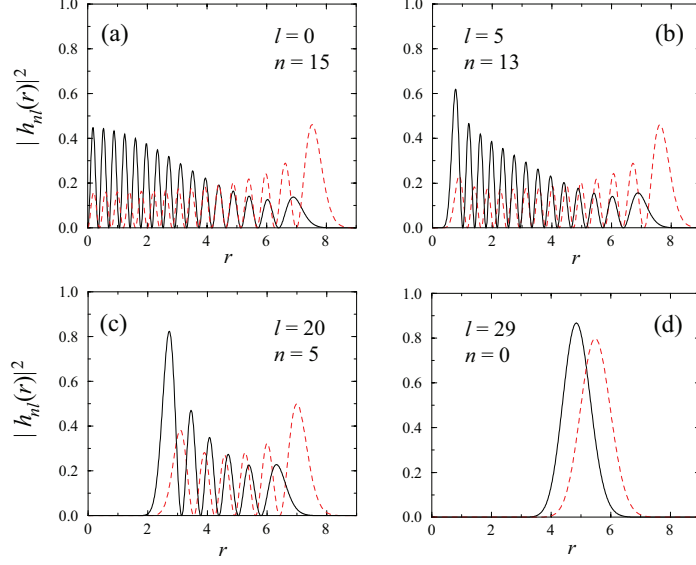 (a)
l = 0
n = 15
| h_nl(r)|²
1.0
0.8
0.6
0.4
0.2
0.0
0 2 4 6 8
r
(b)
l = 5
n = 13
1.0
0.8
0.6
0.4
0.2
0.0
0 2 4 6 8
r
(c)
l = 20
n = 5
| h_nl(r)|²
1.0
0.8
0.6
0.4
0.2
0.0
0 2 4 6 8
r
(d)
l = 29
n = 0
1.0
0.8
0.6
0.4
0.2
0.0
0 2 4 6 8
r